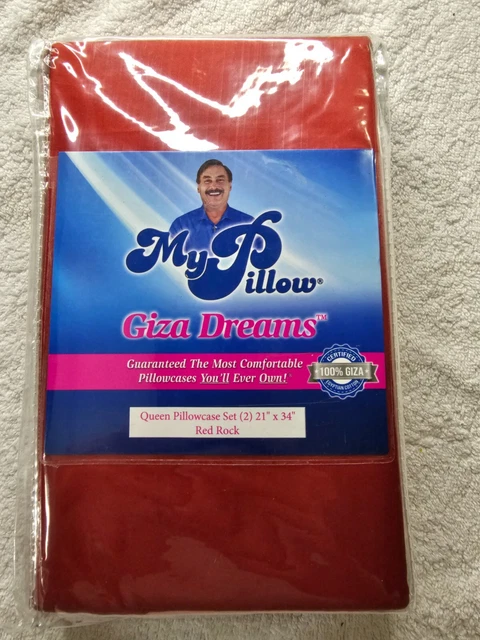 MyPillow®
Giza Dreams™
Guaranteed The Most Comfortable
Pillowcases You'll Ever Own!
CERTIFIED
100% GIZA
EGYPTIAN COTTON
Queen Pillowcase Set (2) 21" x 34"
Red Rock